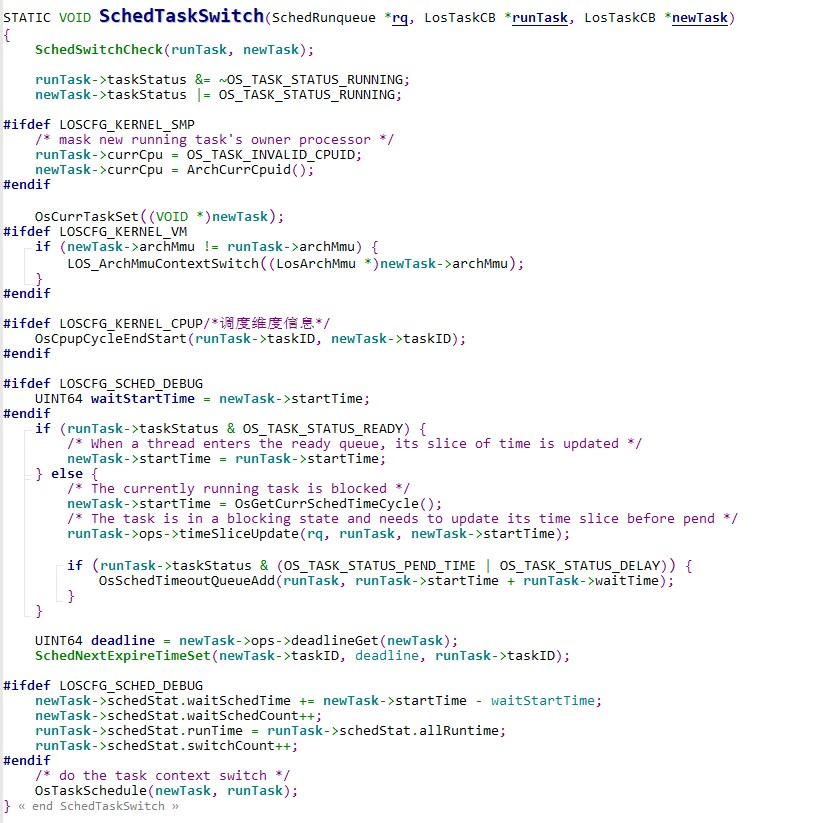 STATIC VOID SchedTaskSwitch(SchedRunqueue *rq, LosTaskCB *runTask, LosTaskCB *newTask)
{
    SchedSwitchCheck(runTask, newTask);

    runTask->taskStatus &= ~OS_TASK_STATUS_RUNNING;
    newTask->taskStatus |= OS_TASK_STATUS_RUNNING;

#ifdef LOSCFG_KERNEL_SMP
    /* mask new running task's owner processor */
    runTask->currCpu = OS_TASK_INVALID_CPUID;
    newTask->currCpu = ArchCurrCpuid();
#endif

    OsCurrTaskSet((VOID *)newTask);
#ifdef LOSCFG_KERNEL_VM
    if (newTask->archMmu != runTask->archMmu) {
        LOS_ArchMmuContextSwitch((LosArchMmu *)newTask->archMmu);
    }
#endif

#ifdef LOSCFG_KERNEL_CPUP/*调度维度信息*/
    OsCpupCycleEndStart(runTask->taskID, newTask->taskID);
#endif

#ifdef LOSCFG_SCHED_DEBUG
    UINT64 waitStartTime = newTask->startTime;
#endif
    if (runTask->taskStatus & OS_TASK_STATUS_READY) {
        /* When a thread enters the ready queue, its slice of time is updated */
        newTask->startTime = runTask->startTime;
    } else {
        /* The currently running task is blocked */
        newTask->startTime = OsGetCurrSchedTimeCycle();
        /* The task is in a blocking state and needs to update its time slice before pend */
        runTask->ops->timeSliceUpdate(rq, runTask, newTask->startTime);

        if (runTask->taskStatus & (OS_TASK_STATUS_PEND_TIME | OS_TASK_STATUS_DELAY)) {
            OsSchedTimeoutQueueAdd(runTask, runTask->startTime + runTask->waitTime);
        }
    }

    UINT64 deadline = newTask->ops->deadlineGet(newTask);
    SchedNextExpireTimeSet(newTask->taskID, deadline, runTask->taskID);

#ifdef LOSCFG_SCHED_DEBUG
    newTask->schedStat.waitSchedTime += newTask->startTime - waitStartTime;
    newTask->schedStat.waitSchedCount++;
    runTask->schedStat.runTime = runTask->schedStat.allRuntime;
    runTask->schedStat.switchCount++;
#endif
    /* do the task context switch */
    OsTaskSchedule(newTask, runTask);
} « end SchedTaskSwitch »